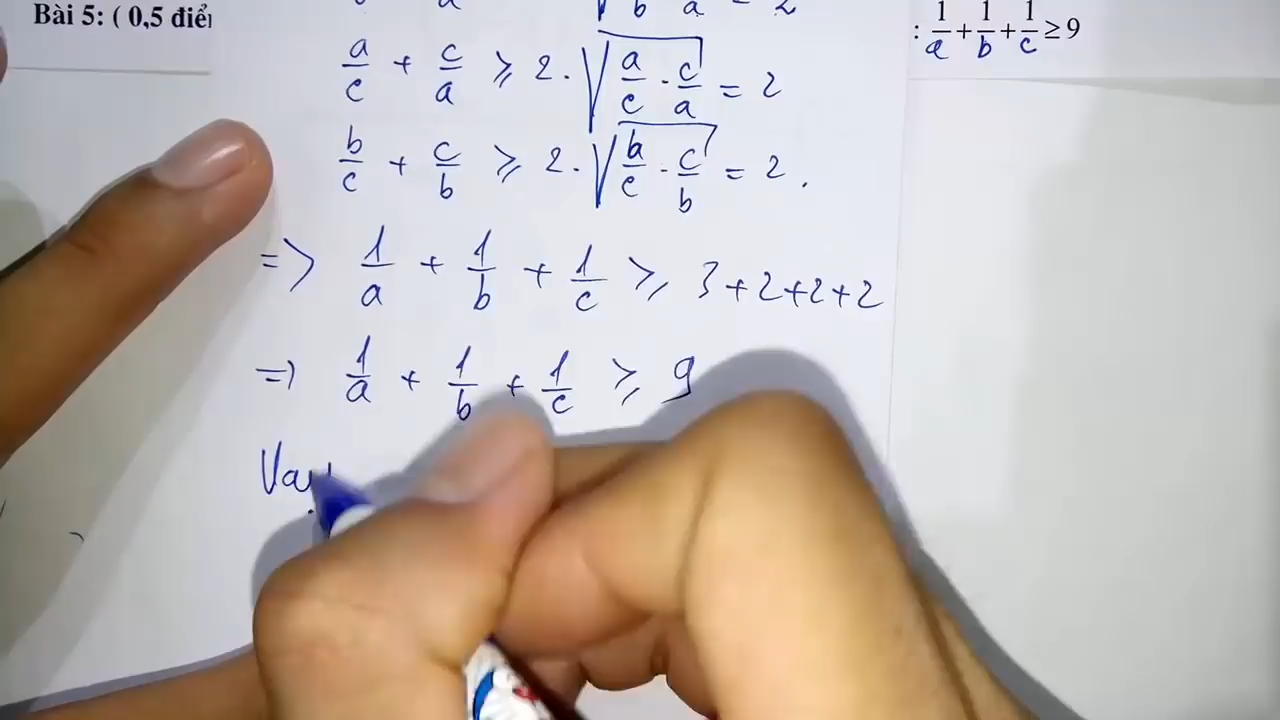 Bài 5: ( 0,5 điể
: 1/a + 1/b + 1/c ≥ 9
a/c + c/a ≥ 2.√(a/c . c/a) = 2
b/c + c/b ≥ 2.√(b/c . c/b) = 2.
=> 1/a + 1/b + 1/c ≥ 3+2+2+2
=> 1/a + 1/b + 1/c ≥ 9
Vậy